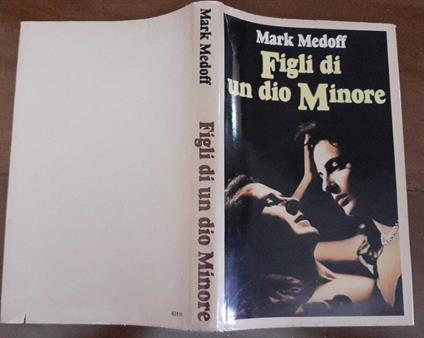 Mark Medoff
Figli di un dio Minore
Mark Medoff
Figli di
un dio Minore